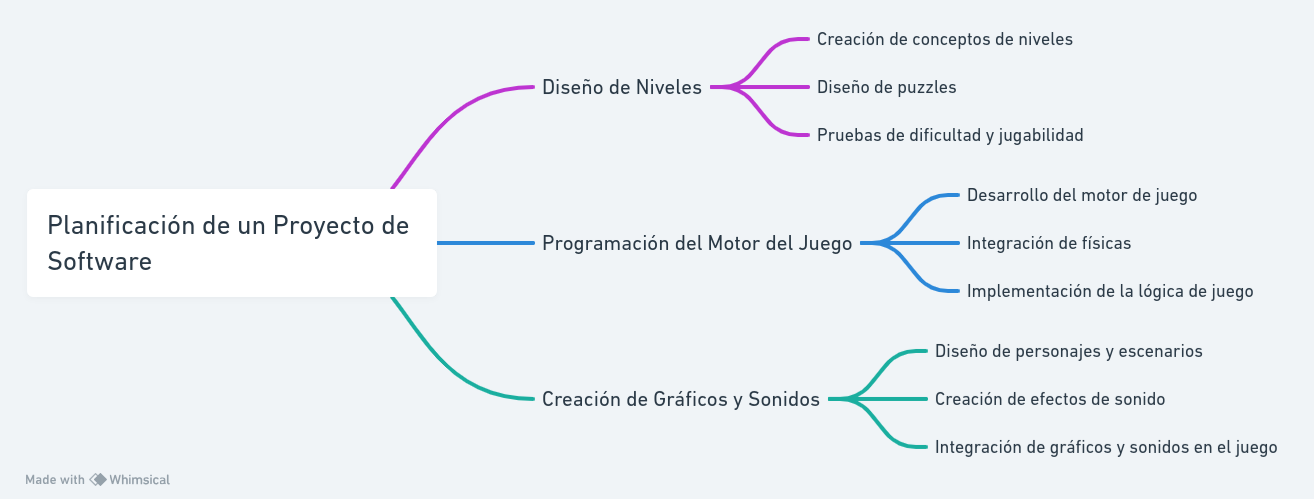 Planificación de un Proyecto de
Software
Diseño de Niveles
Creación de conceptos de niveles
Diseño de puzzles
Pruebas de dificultad y jugabilidad
Programación del Motor del Juego
Desarrollo del motor de juego
Integración de físicas
Implementación de la lógica de juego
Creación de Gráficos y Sonidos
Diseño de personajes y escenarios
Creación de efectos de sonido
Integración de gráficos y sonidos en el juego
Made with Whimsical